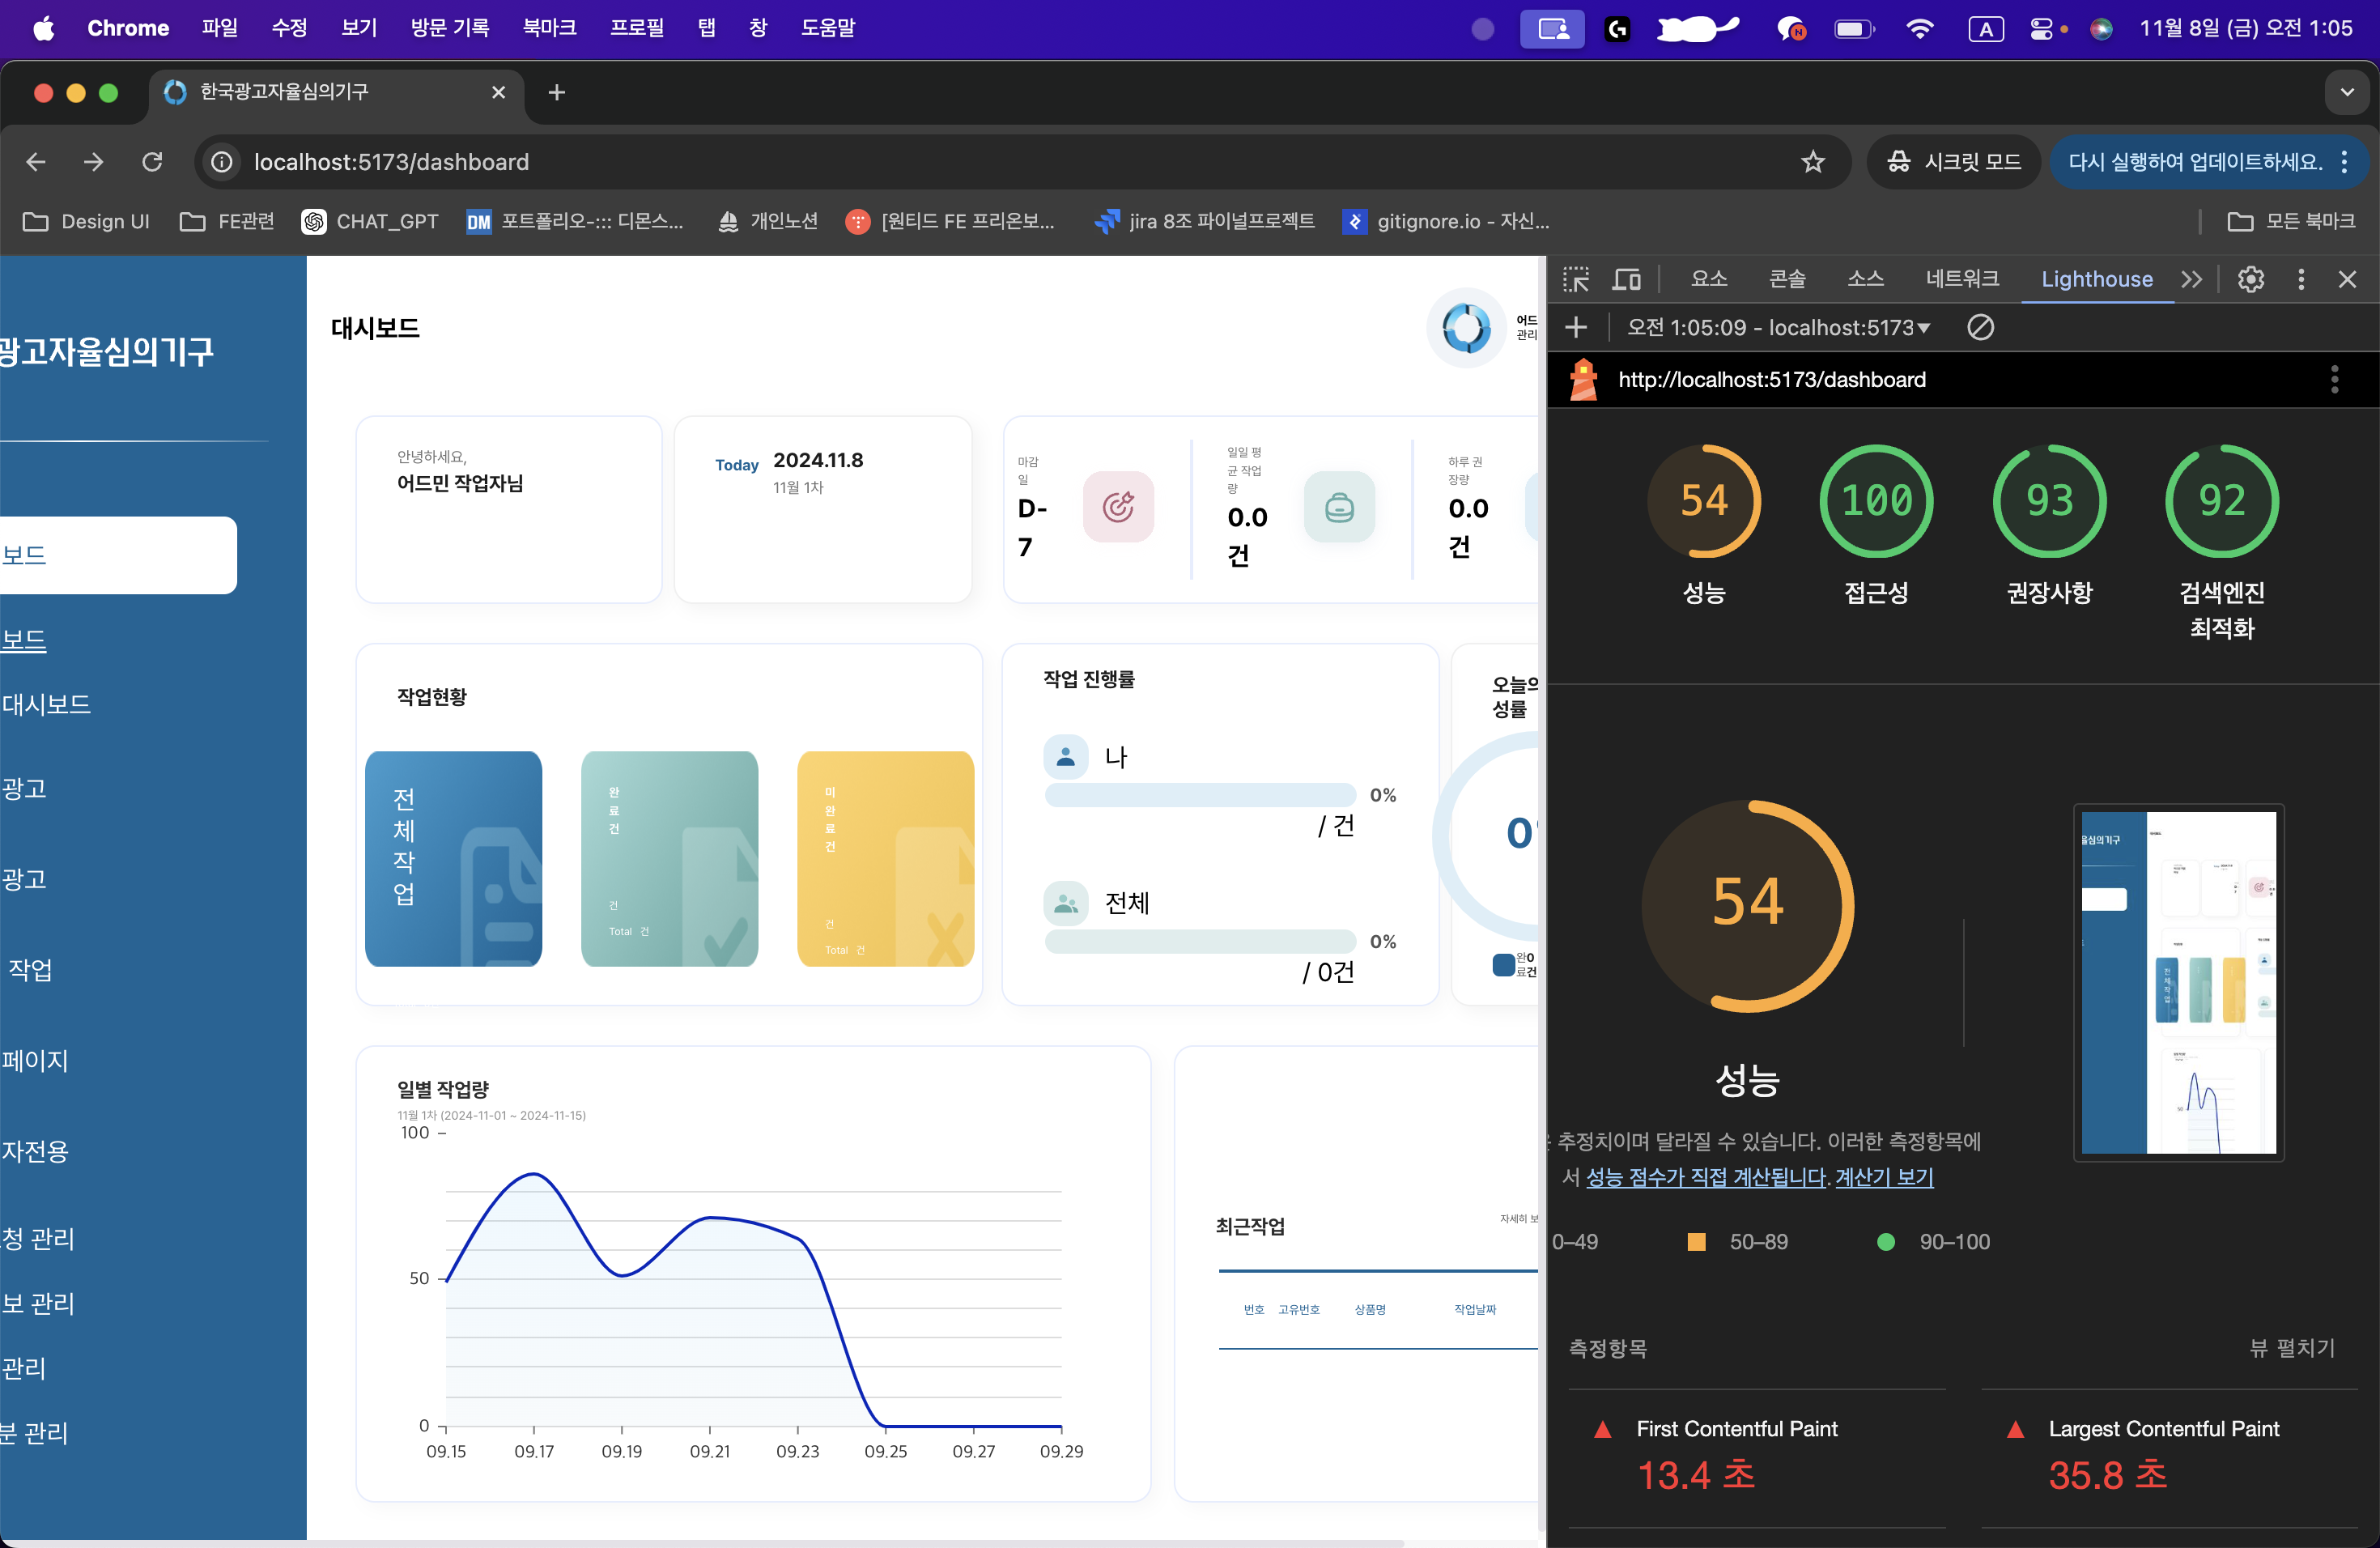 Chrome 파일 수정 보기 방문 기록 북마크 프로필 탭 창 도움말
A
11월 8일 (금) 오전 1:05
한국광고자율심의기구
localhost:5173/dashboard
시크릿 모드
다시 실행하여 업데이트하세요.
Design UI
FE관련
CHAT_GPT
DM 포트폴리오-::: 디몬스...
개인노션
[원티드 FE 프리온보...
jira 8조 파이널프로젝트
gitignore.io - 자신...
모든 북마크
광고자율심의기구
보드
보드
대시보드
광고
광고
작업
페이지
자전용
청 관리
보 관리
관리
분 관리
대시보드
어드
관리
안녕하세요,
어드민 작업자님
Today 2024.11.8
11월 1차
마감
일
D-
7
일일 평
균 작업
량
0.0
건
하루 권
장량
0.0
건
작업현황
전
체
작
업
완
료
건
건
Total 건
미
완
료
건
건
Total 건
작업 진행률
나
0%
/ 건
전체
0%
/ 0건
오늘의
성률
0
완0
료건
일별 작업량
11월 1차 (2024-11-01 ~ 2024-11-15)
100
50
0
09.15 09.17 09.19 09.21 09.23 09.25 09.27 09.29
최근작업
자세히 보
번호 고유번호 상품명 작업날짜
요소 콘솔 소스 네트워크 Lighthouse
오전 1:05:09 - localhost:5173
http://localhost:5173/dashboard
54
성능
100
접근성
93
권장사항
92
검색엔진
최적화
54
성능
추정치이며 달라질 수 있습니다. 이러한 측정항목에
서 성능 점수가 직접 계산됩니다. 계산기 보기
0–49
50–89
90–100
측정항목
뷰 펼치기
First Contentful Paint
13.4 초
Largest Contentful Paint
35.8 초